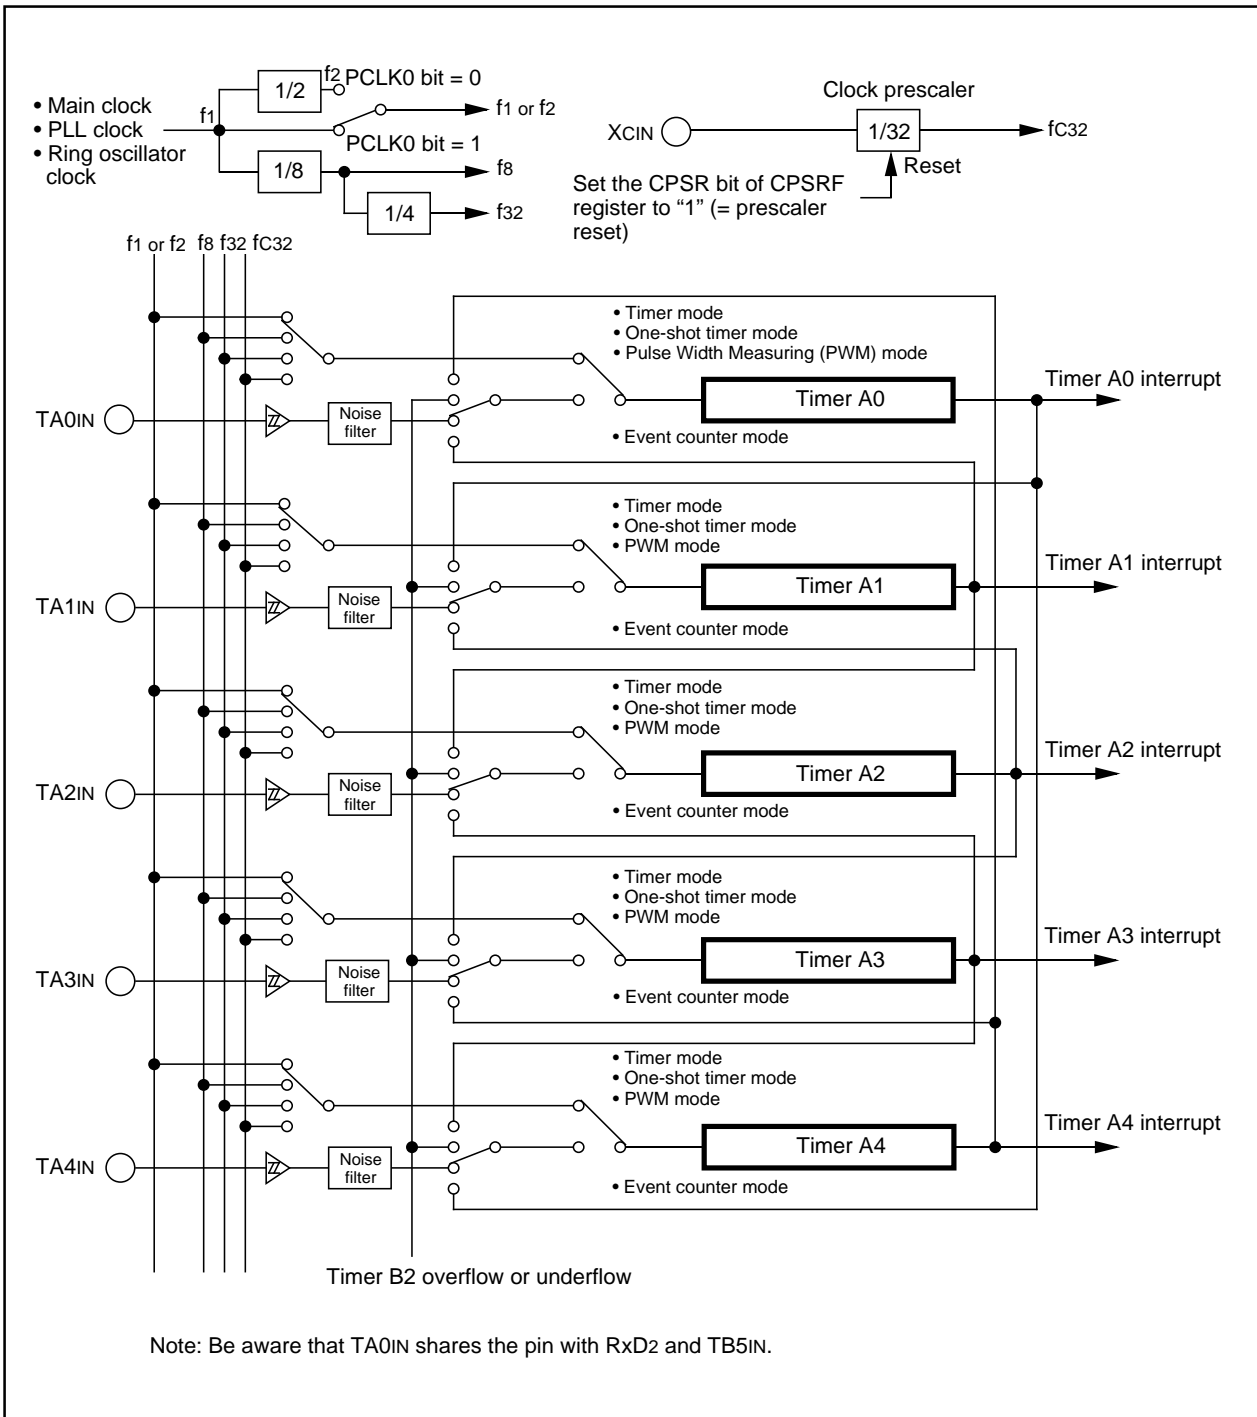 • Main clock
• PLL clock
• Ring oscillator
clock
f1
1/2
f2
PCLK0 bit = 0
f1 or f2
PCLK0 bit = 1
1/8
f8
1/4
f32
Clock prescaler
XCIN
1/32
fC32
Reset
Set the CPSR bit of CPSRF
register to “1” (= prescaler
reset)
f1 or f2 f8 f32 fC32
• Timer mode
• One-shot timer mode
• Pulse Width Measuring (PWM) mode
TA0IN
Noise
filter
Timer A0
Timer A0 interrupt
• Event counter mode
• Timer mode
• One-shot timer mode
• PWM mode
TA1IN
Noise
filter
Timer A1
Timer A1 interrupt
• Event counter mode
• Timer mode
• One-shot timer mode
• PWM mode
TA2IN
Noise
filter
Timer A2
Timer A2 interrupt
• Event counter mode
• Timer mode
• One-shot timer mode
• PWM mode
TA3IN
Noise
filter
Timer A3
Timer A3 interrupt
• Event counter mode
• Timer mode
• One-shot timer mode
• PWM mode
TA4IN
Noise
filter
Timer A4
Timer A4 interrupt
• Event counter mode
Timer B2 overflow or underflow
Note: Be aware that TA0IN shares the pin with RxD2 and TB5IN.